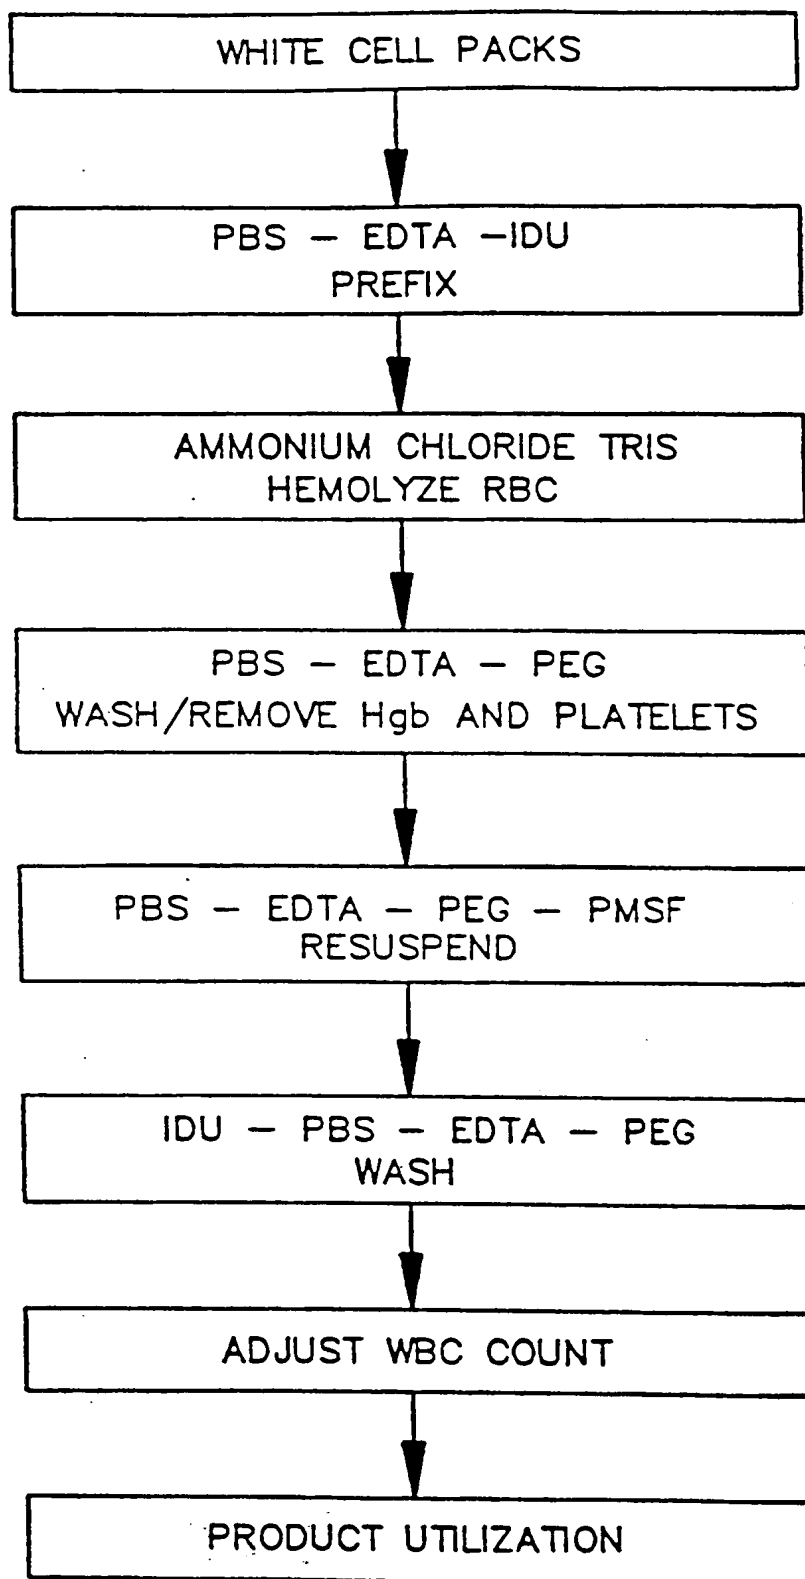 WHITE CELL PACKS
PBS – EDTA –IDU
PREFIX
AMMONIUM CHLORIDE TRIS
HEMOLYZE RBC
PBS – EDTA – PEG
WASH/REMOVE Hgb AND PLATELETS
PBS – EDTA – PEG – PMSF
RESUSPEND
IDU – PBS – EDTA – PEG
WASH
ADJUST WBC COUNT
PRODUCT UTILIZATION